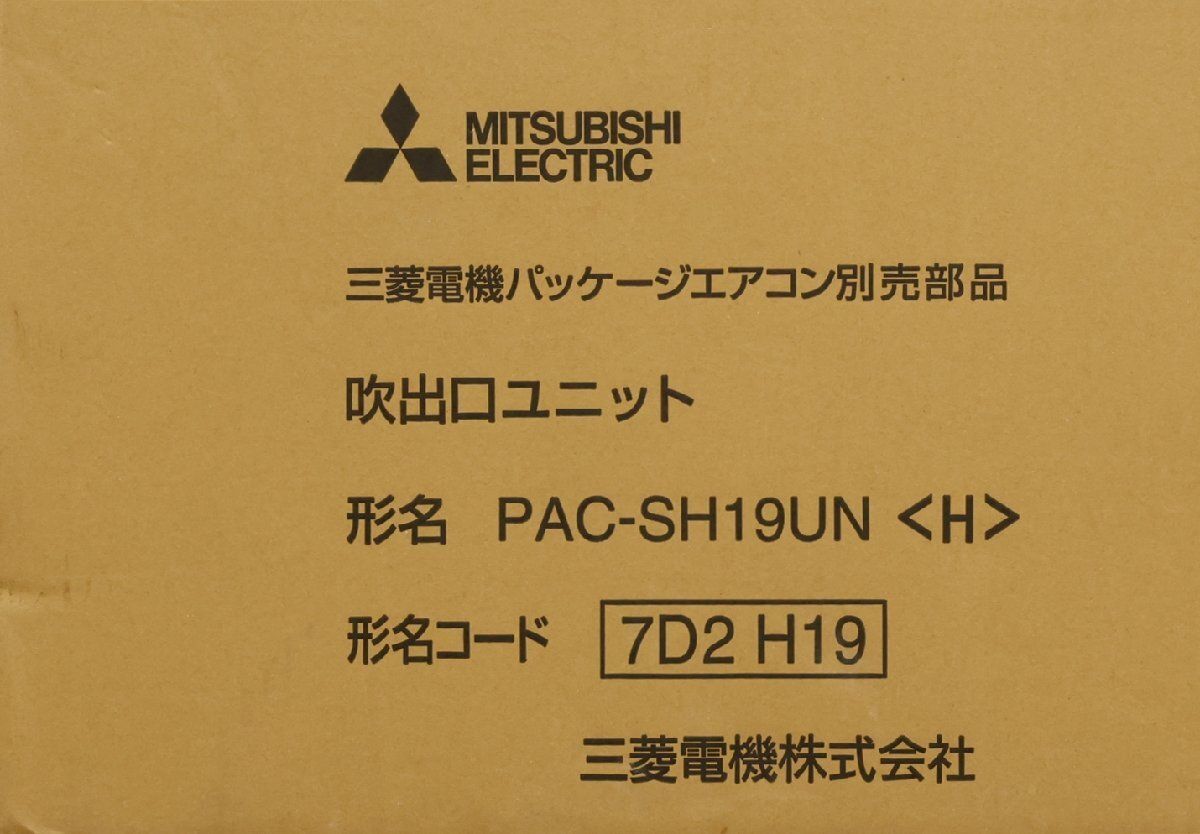 MITSUBISHI
ELECTRIC
三菱電機パッケージエアコン別売部品
吹出口ユニット
形名 PAC-SH19UN <H>
形名コード 7D2 H19
三菱電機株式会社